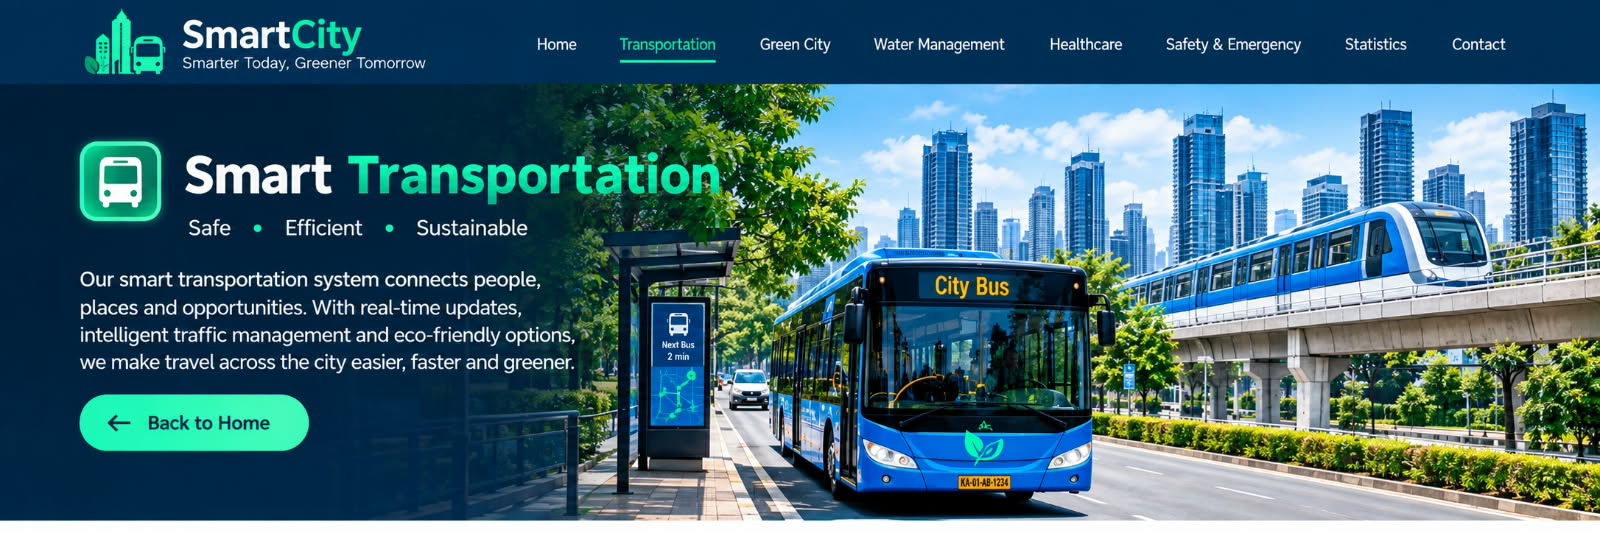 SmartCity
Smarter Today, Greener Tomorrow
Home
Transportation
Green City
Water Management
Healthcare
Safety & Emergency
Statistics
Contact
Smart Transportation
Safe • Efficient • Sustainable
Our smart transportation system connects people,
places and opportunities. With real-time updates,
intelligent traffic management and eco-friendly options,
we make travel across the city easier, faster and greener.
← Back to Home
Next Bus
2 min
City Bus
KA-01-AB-1234